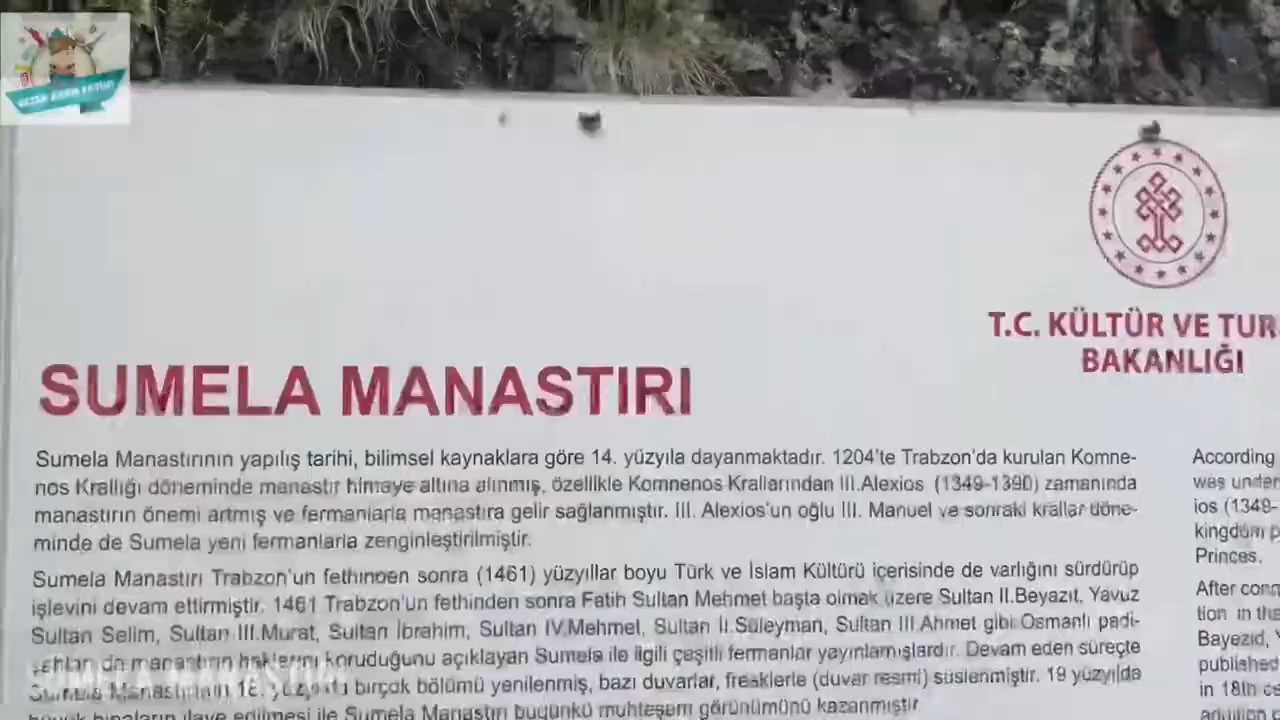 T.C. KÜLTÜR VE TUR
BAKANLIĞI
SUMELA MANASTIRI
Sumela Manastırının yapılış tarihi, bilimsel kaynaklara göre 14. yüzyıla dayanmaktadır. 1204'te Trabzon'da kurulan Komne-
nos Krallığı döneminde manastır himaye altına alınmış, özellikle Komnenos Krallarından III.Alexios (1349-1390) zamanında
manastırın önemi artmış ve fermanlarla manastıra gelir sağlanmıştır. III. Alexios'un oğlu III. Manuel ve sonraki krallar döne-
minde de Sumela yeni fermanlarla zenginleştirilmiştir.
Sumela Manastırı Trabzon'un fethinden sonra (1461) yüzyıllar boyu Türk ve İslam Kültürü içerisinde de varlığını sürdürüp
işlevini devam ettirmiştir. 1461 Trabzon'un fethinden sonra Fatih Sultan Mehmet başta olmak üzere Sultan II.Beyazıt, Yavuz
Sultan Selim, Sultan III.Murat, Sultan İbrahim, Sultan IV.Mehmet, Sultan II.Süleyman, Sultan III.Ahmet gibi Osmanlı padi-
şahları da manastırın haklarını koruduğunu açıklayan Sumela ile ilgili çeşitli fermanlar yayınlamışlardır. Devam eden süreçte
Sumela Manastırının 18. yüzyılda birçok bölümü yenilenmiş, bazı duvarlar, fresklerle (duvar resmi) süslenmiştir. 19 yüzyılda
büyük binaların ilave edilmesi ile Sumela Manastırı bugünkü muhteşem görünümünü kazanmıştır
According
was under
ios (1349-
kingdom p
Princes.
After conq
tion in the
Bayezid, Y
published
in 18th ce
SUMELA MANASTIRI